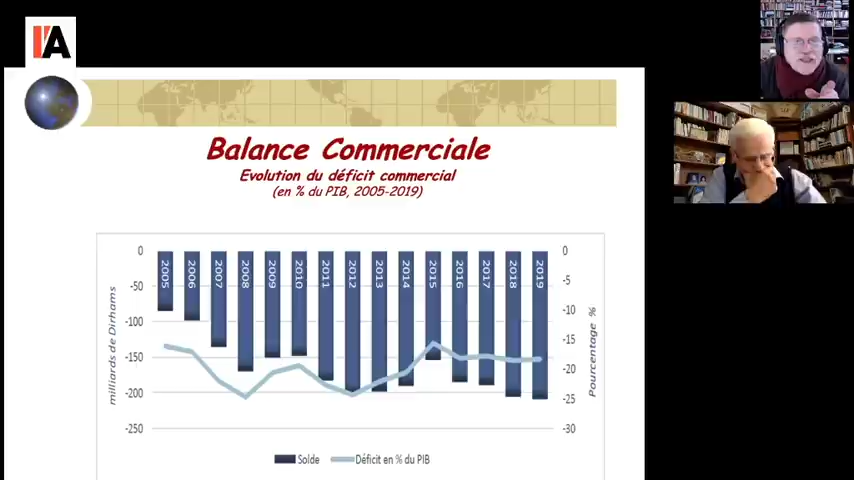 I'A
Balance Commerciale
Evolution du déficit commercial
(en % du PIB, 2005-2019)
milliards de Dirhams
0
-50
-100
-150
-200
-250
2005 2006 2007 2008 2009 2010 2011 2012 2013 2014 2015 2016 2017 2018 2019
0
-5
-10
-15
-20
-25
-30
Pourcentage %
Solde Déficit en % du PIB